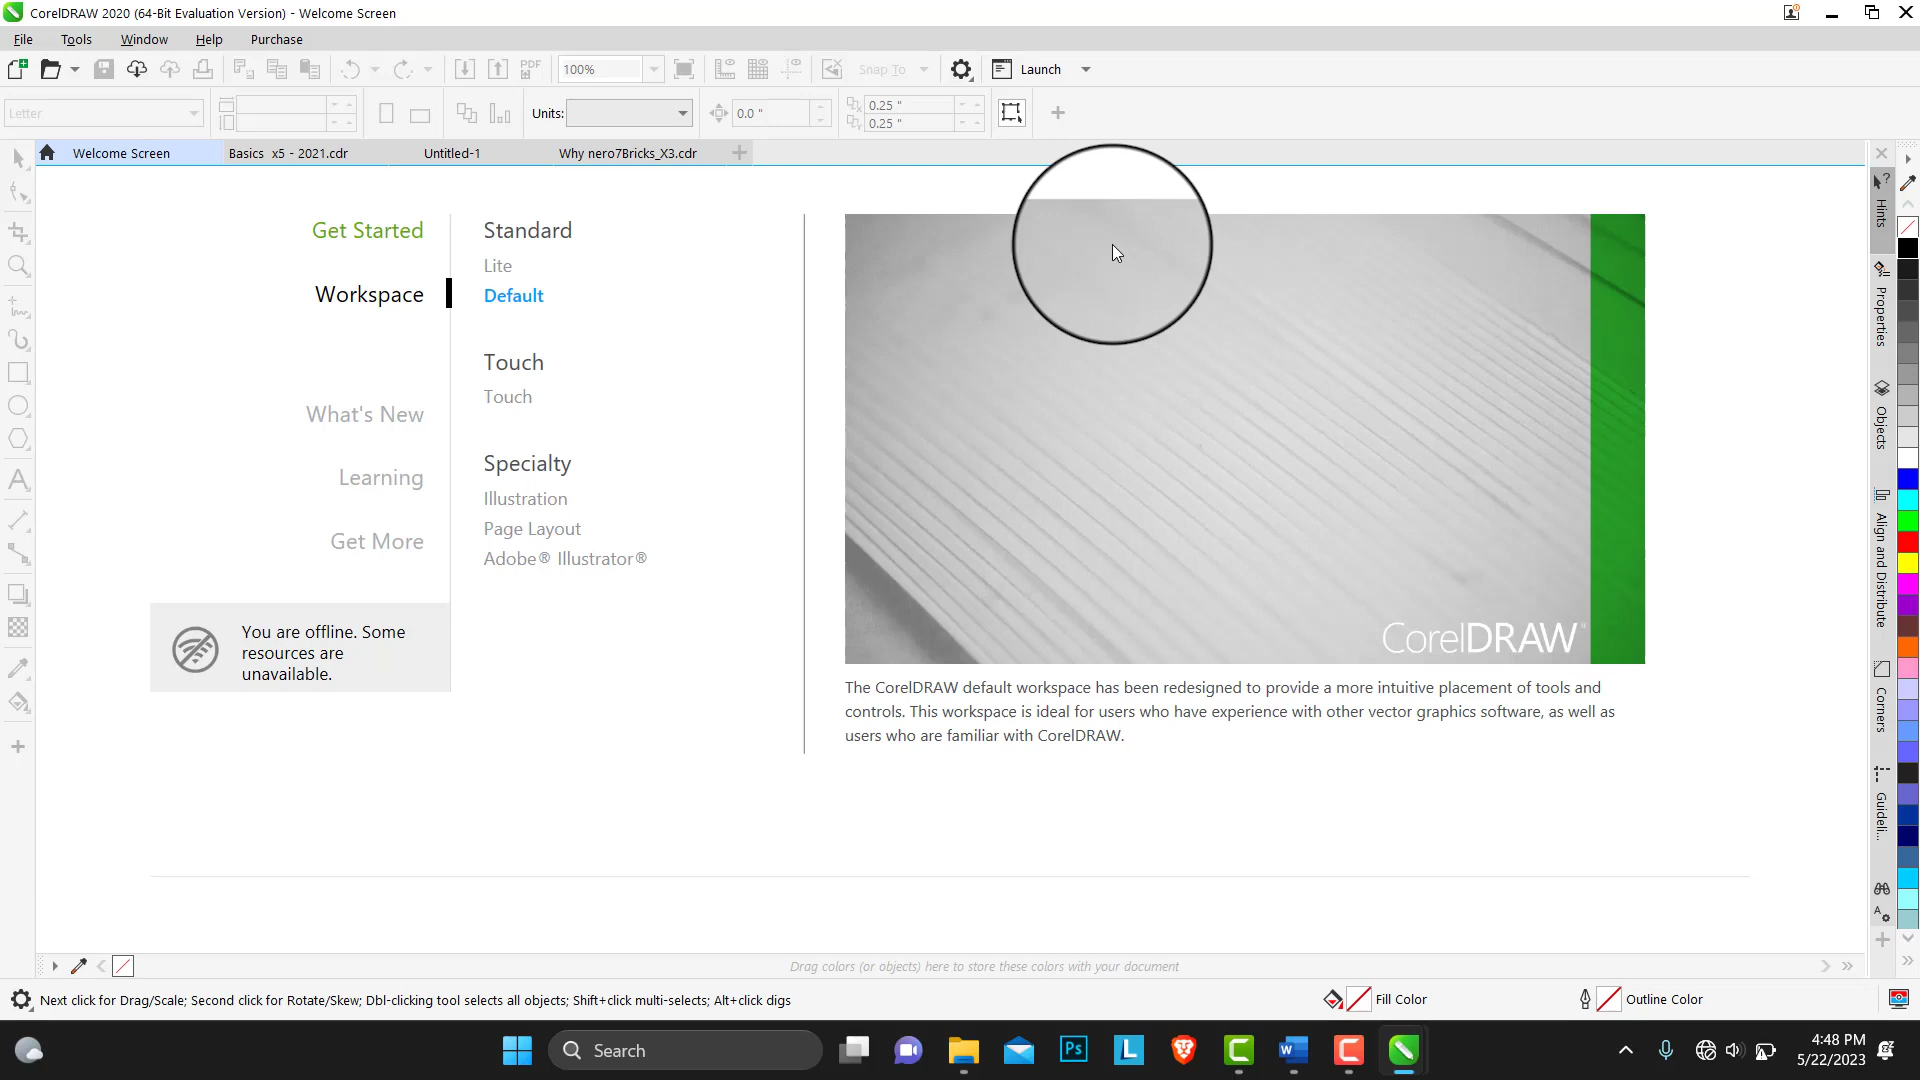 CorelDRAW 2020 (64-Bit Evaluation Version) - Welcome Screen
File Tools Window Help Purchase
PDF 100% Snap To Launch
Letter Units: 0.0 " 0.25 "
0.25 "
Welcome Screen Basics x5 - 2021.cdr Untitled-1 Why nero7Bricks_X3.cdr
Get Started
Workspace
What's New
Learning
Get More
You are offline. Some
resources are
unavailable.
Standard
Lite
Default
Touch
Touch
Specialty
Illustration
Page Layout
Adobe® Illustrator®
CorelDRAW™
The CorelDRAW default workspace has been redesigned to provide a more intuitive placement of tools and
controls. This workspace is ideal for users who have experience with other vector graphics software, as well as
users who are familiar with CorelDRAW.
Hints
Properties
Objects
Align and Distribute
Corners
Guideli...
Drag colors (or objects) here to store these colors with your document
Next click for Drag/Scale; Second click for Rotate/Skew; Dbl-clicking tool selects all objects; Shift+click multi-selects; Alt+click digs
Fill Color
Outline Color
Search
Ps
L
C
W
C
4:48 PM
5/22/2023